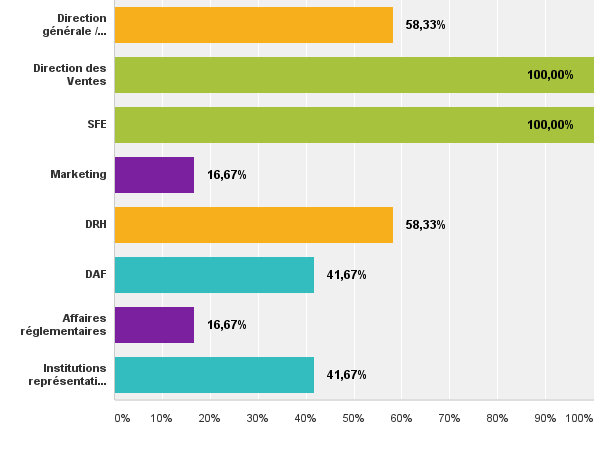 Direction
générale /...
58,33%
Direction des
Ventes
100,00%
SFE
100,00%
Marketing
16,67%
DRH
58,33%
DAF
41,67%
Affaires
réglementaires
16,67%
Institutions
représentati...
41,67%
0% 10% 20% 30% 40% 50% 60% 70% 80% 90% 100%